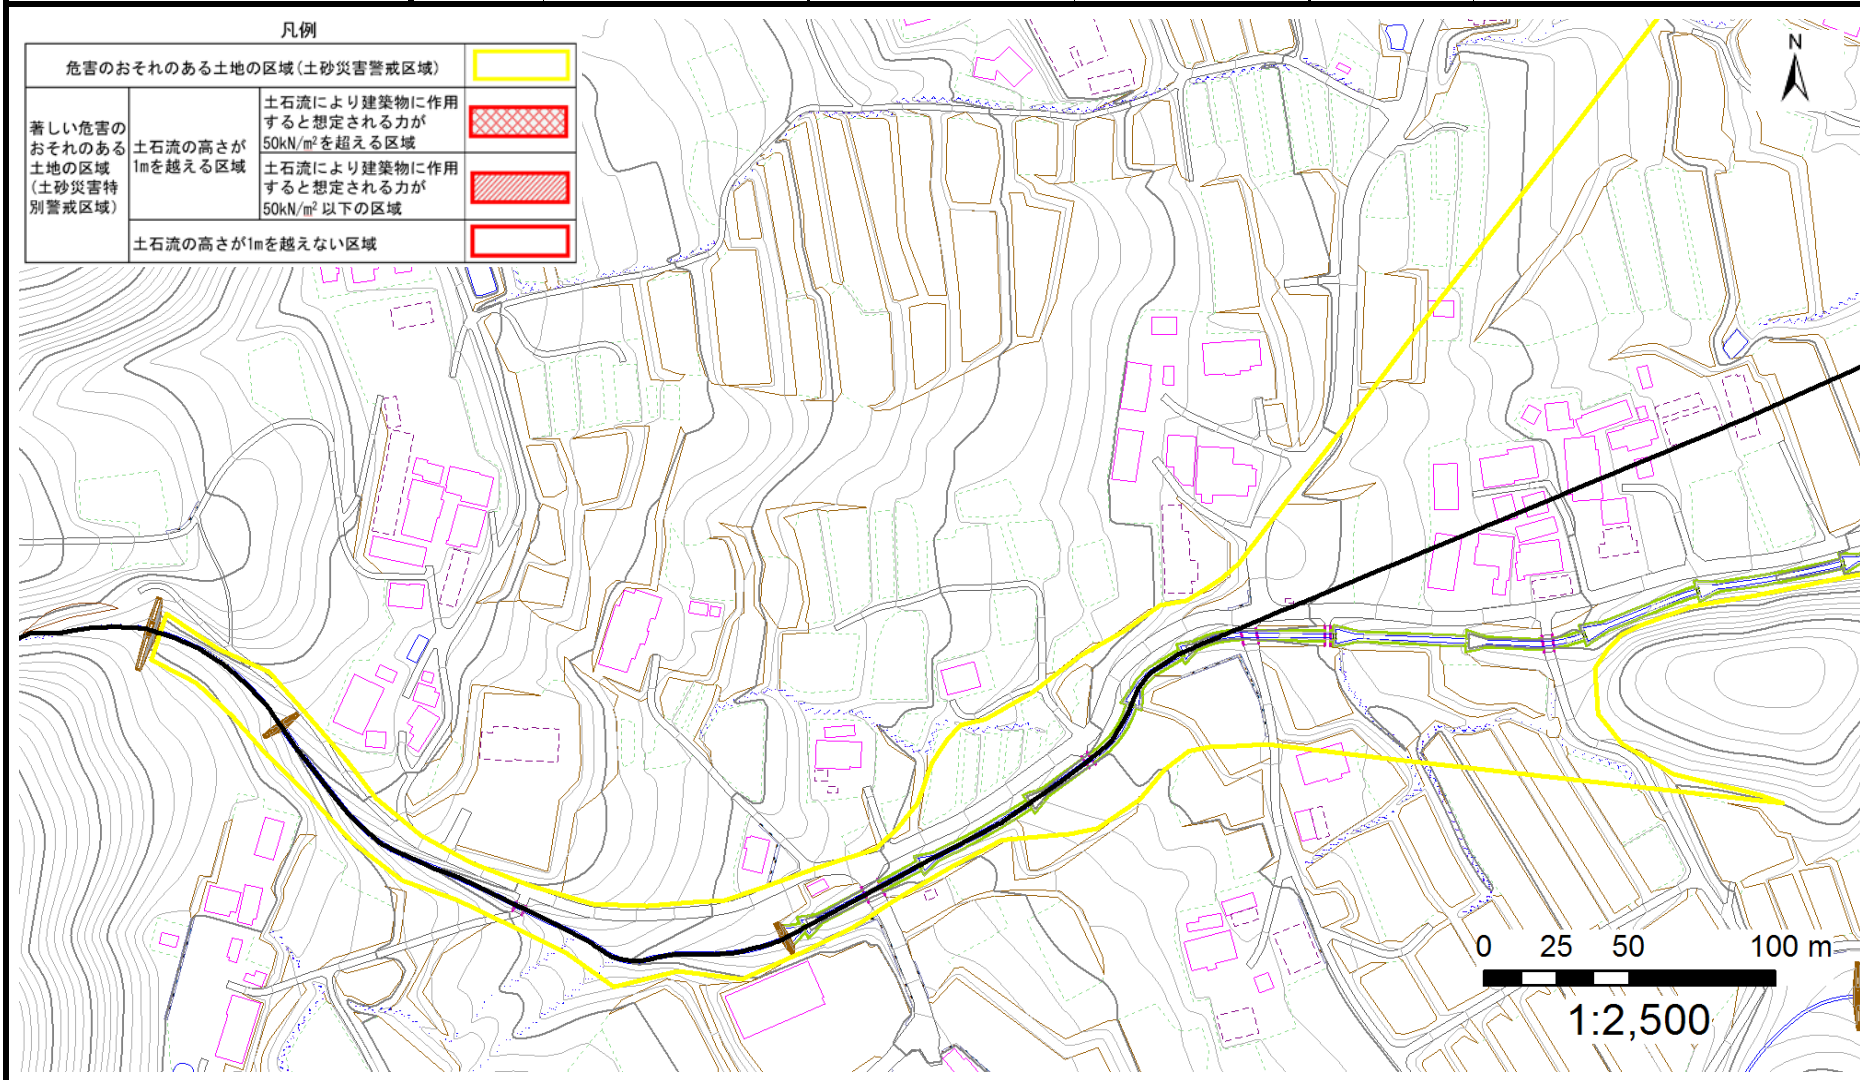 凡例
危害のおそれのある土地の区域(土砂災害警戒区域)
著しい危害の
おそれのある
土地の区域
(土砂災害特
別警戒区域)
土石流の高さが
1mを越える区域
土石流により建築物に作用
すると想定される力が
50kN/㎡を超える区域
土石流により建築物に作用
すると想定される力が
50kN/㎡以下の区域
土石流の高さが1mを越えない区域
N
0 25 50 100 m
1:2,500